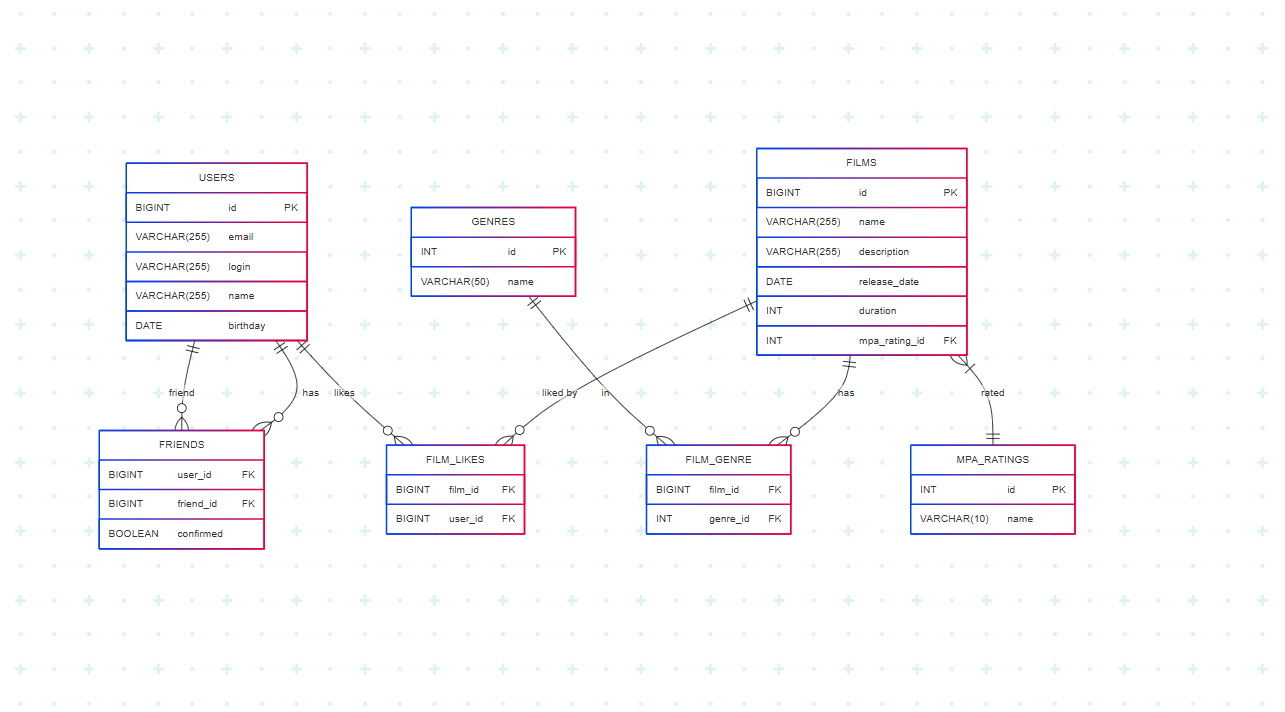 USERS
BIGINT id PK
VARCHAR(255) email
VARCHAR(255) login
VARCHAR(255) name
DATE birthday
GENRES
INT id PK
VARCHAR(50) name
FILMS
BIGINT id PK
VARCHAR(255) name
VARCHAR(255) description
DATE release_date
INT duration
INT mpa_rating_id FK
friend
has
likes
liked by
in
has
rated
FRIENDS
BIGINT user_id FK
BIGINT friend_id FK
BOOLEAN confirmed
FILM_LIKES
BIGINT film_id FK
BIGINT user_id FK
FILM_GENRE
BIGINT film_id FK
INT genre_id FK
MPA_RATINGS
INT id PK
VARCHAR(10) name